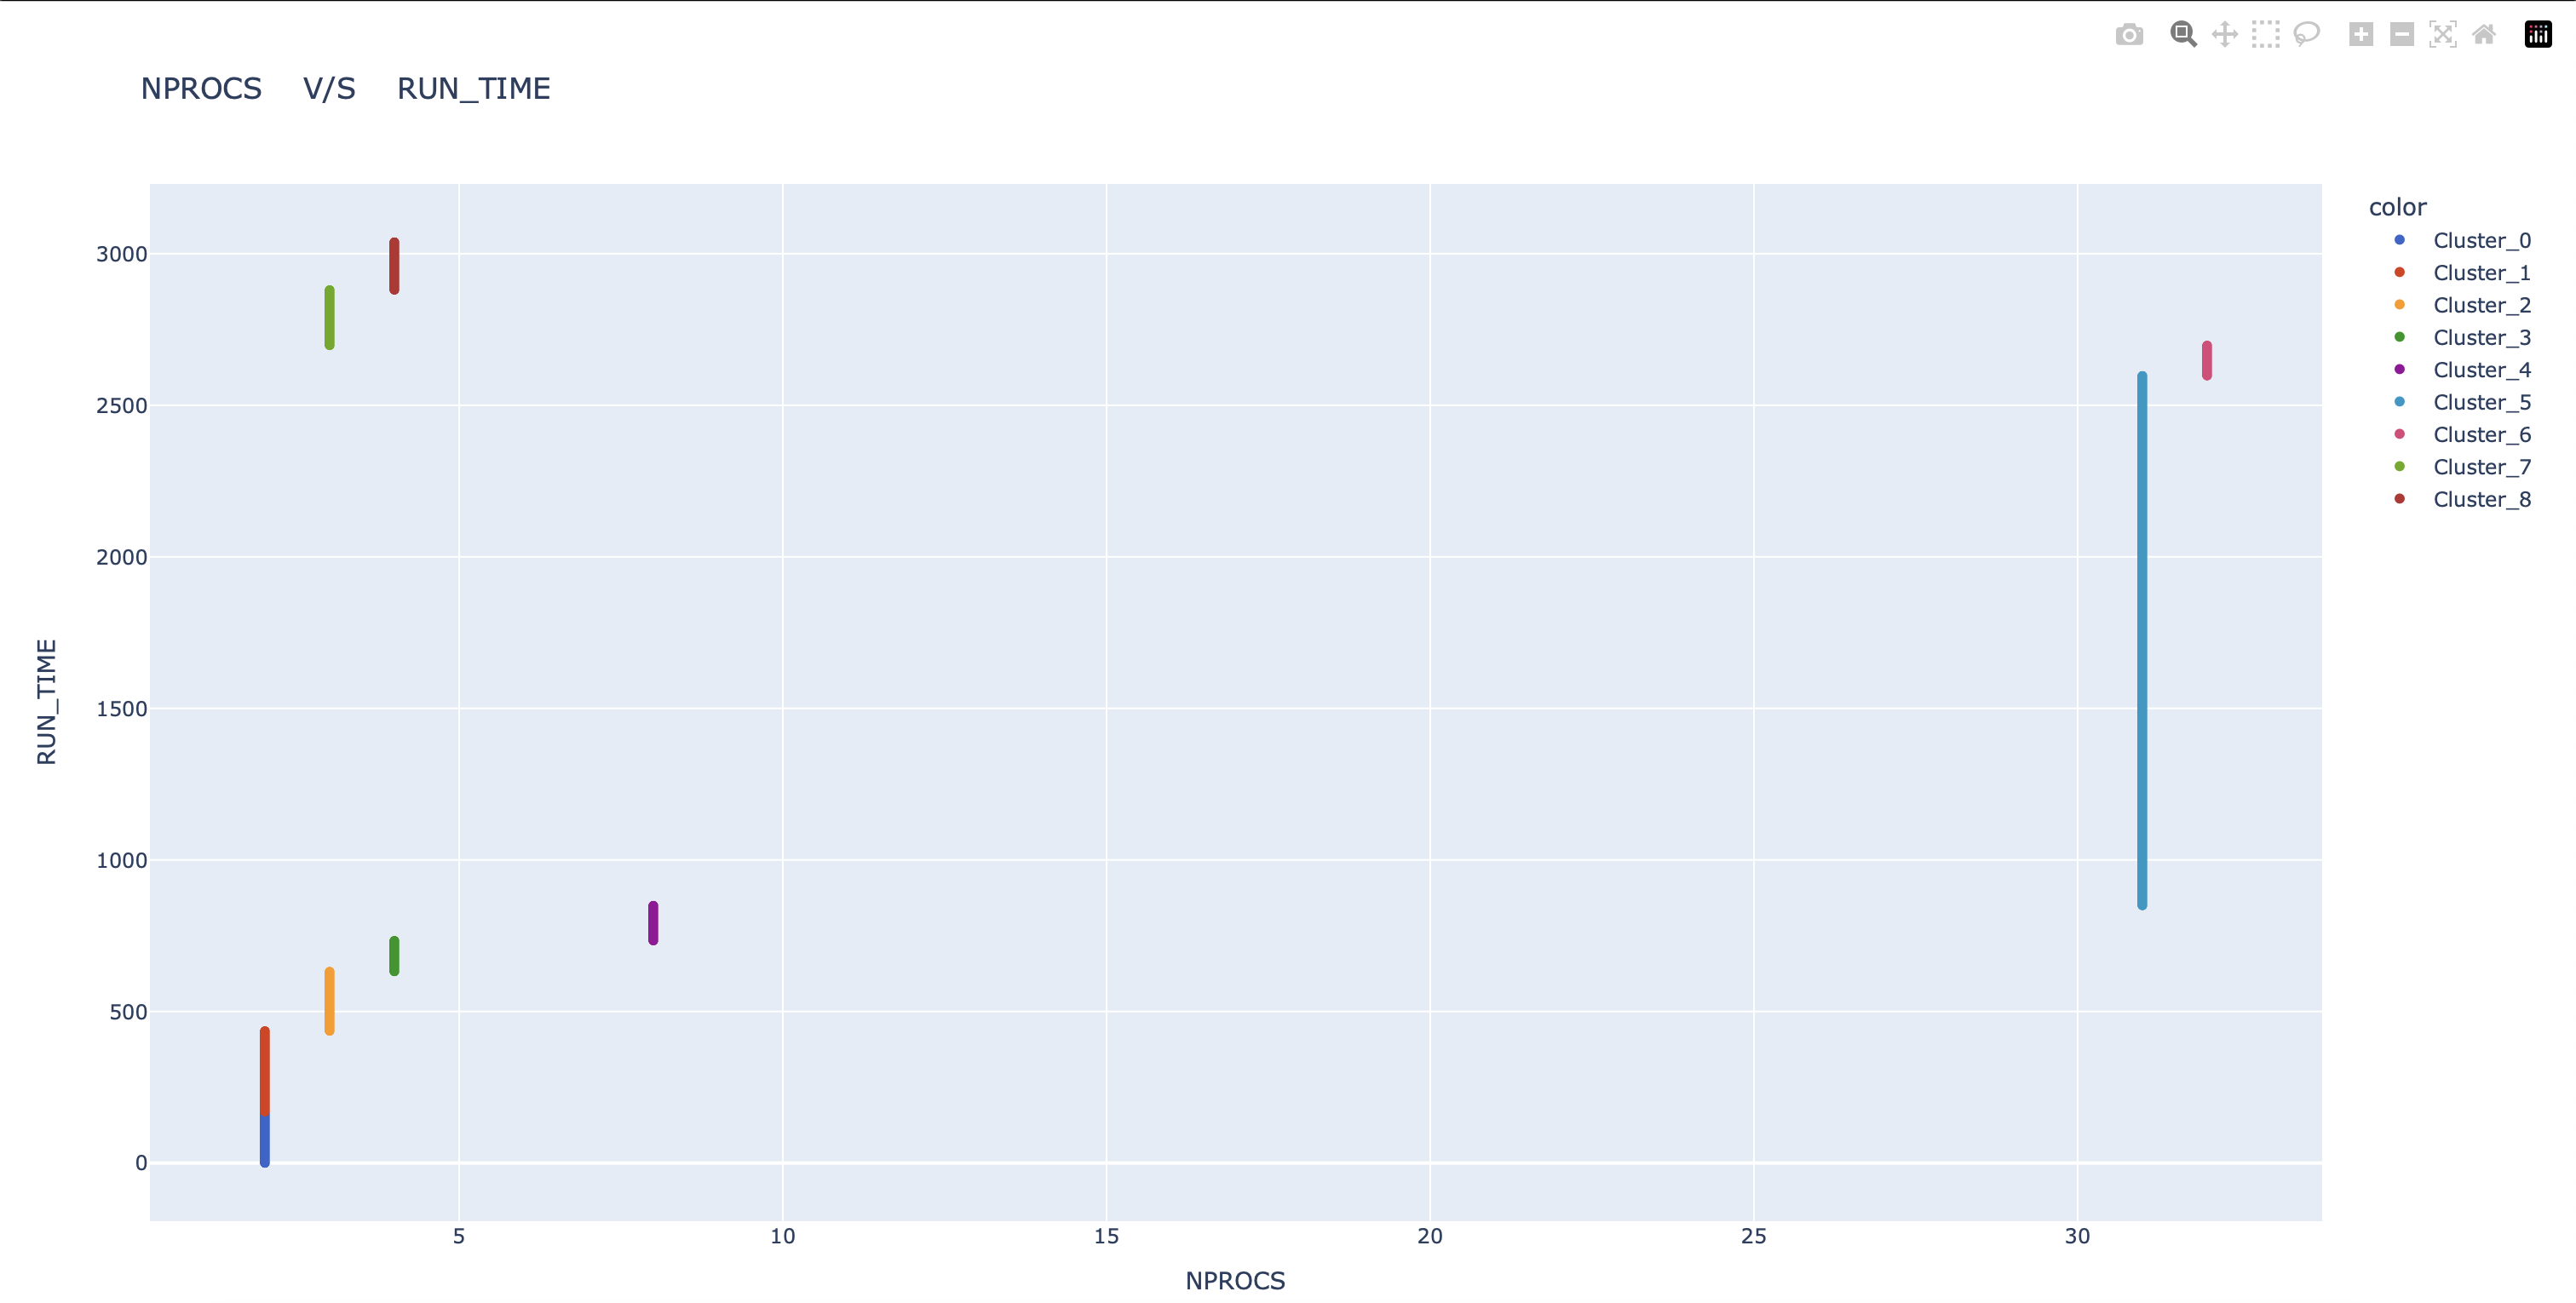 NPROCS V/S RUN_TIME
color
Cluster_0
Cluster_1
Cluster_2
Cluster_3
Cluster_4
Cluster_5
Cluster_6
Cluster_7
Cluster_8
3000
2500
2000
1500
1000
500
0
RUN_TIME
5 10 15 20 25 30
NPROCS